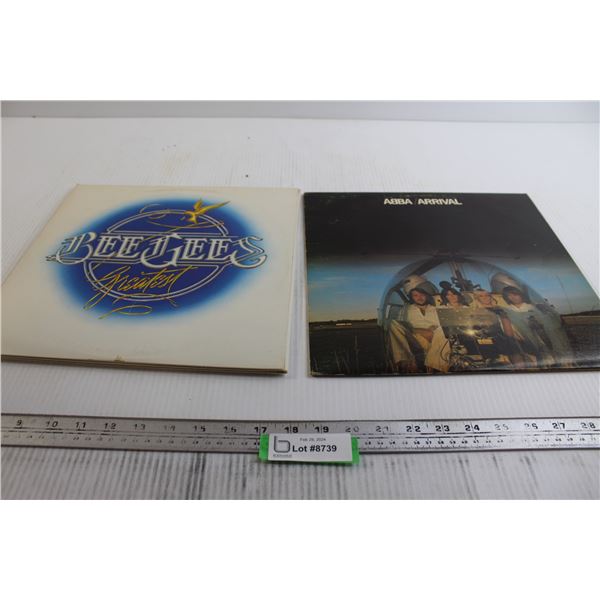 BEE GEES
Greatest
ABBA / ARRIVAL
9 10 11 12 13 14 15 16 17 18 19 20 21 22 23 24 25 26 27 28
b
Feb 29, 2024
Lot #8739